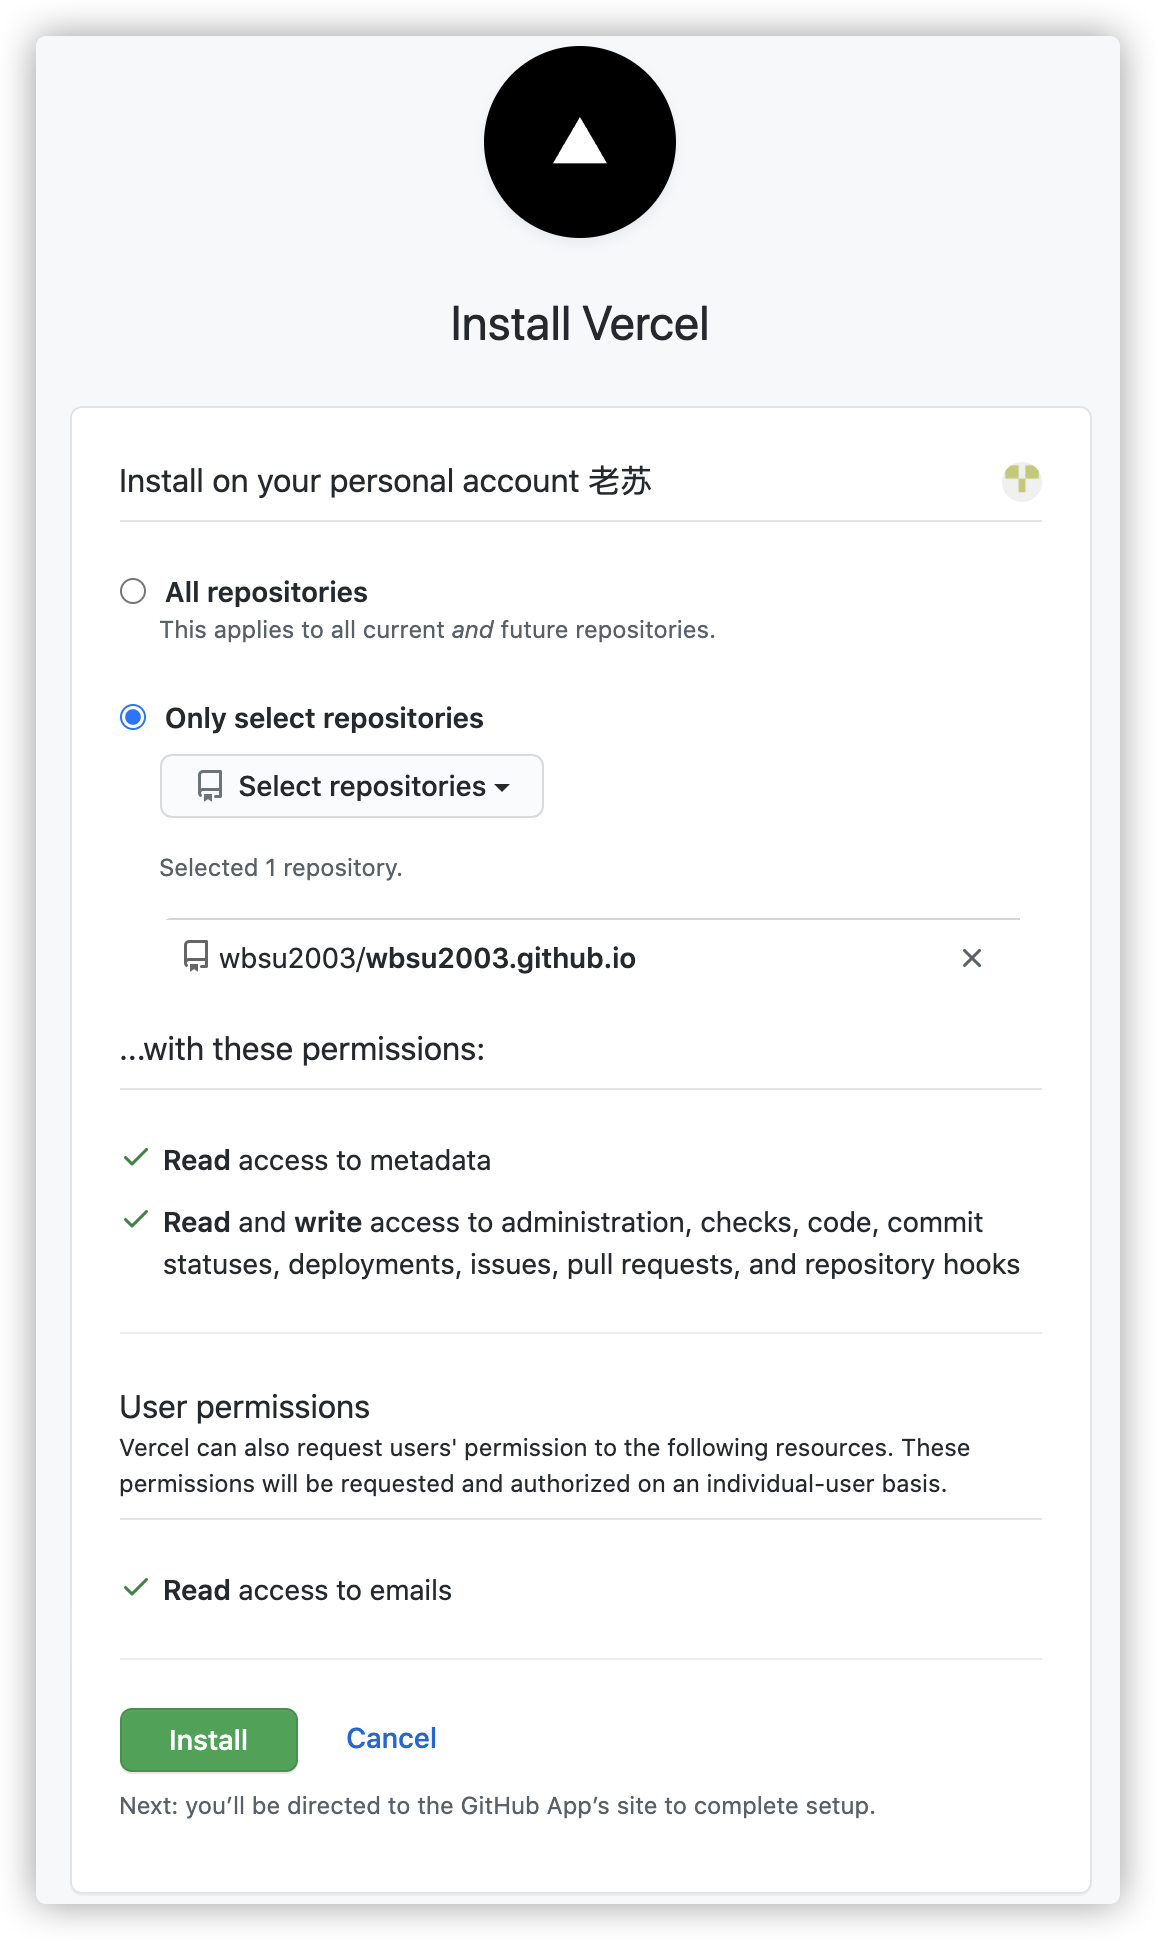 Install Vercel
Install on your personal account 老苏
All repositories
This applies to all current and future repositories.
Only select repositories
Select repositories
Selected 1 repository.
wbsu2003/wbsu2003.github.io
...with these permissions:
Read access to metadata
Read and write access to administration, checks, code, commit
statuses, deployments, issues, pull requests, and repository hooks
User permissions
Vercel can also request users' permission to the following resources. These
permissions will be requested and authorized on an individual-user basis.
Read access to emails
Install Cancel
Next: you’ll be directed to the GitHub App’s site to complete setup.